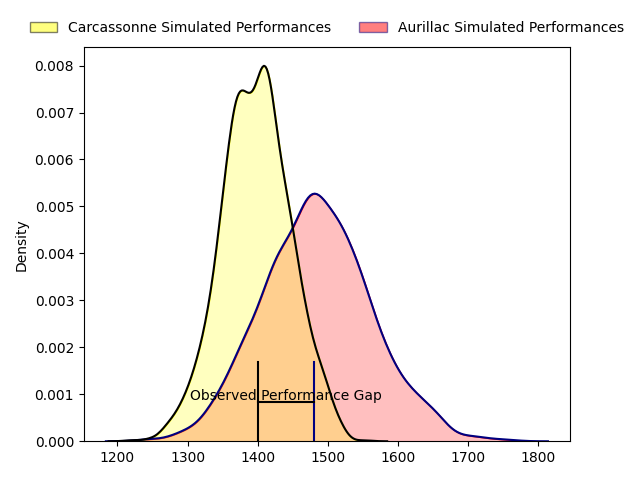 Carcassonne Simulated Performances
Aurillac Simulated Performances
Density
0.008
0.007
0.006
0.005
0.004
0.003
0.002
0.001
0.000
Observed Performance Gap
1200 1300 1400 1500 1600 1700 1800